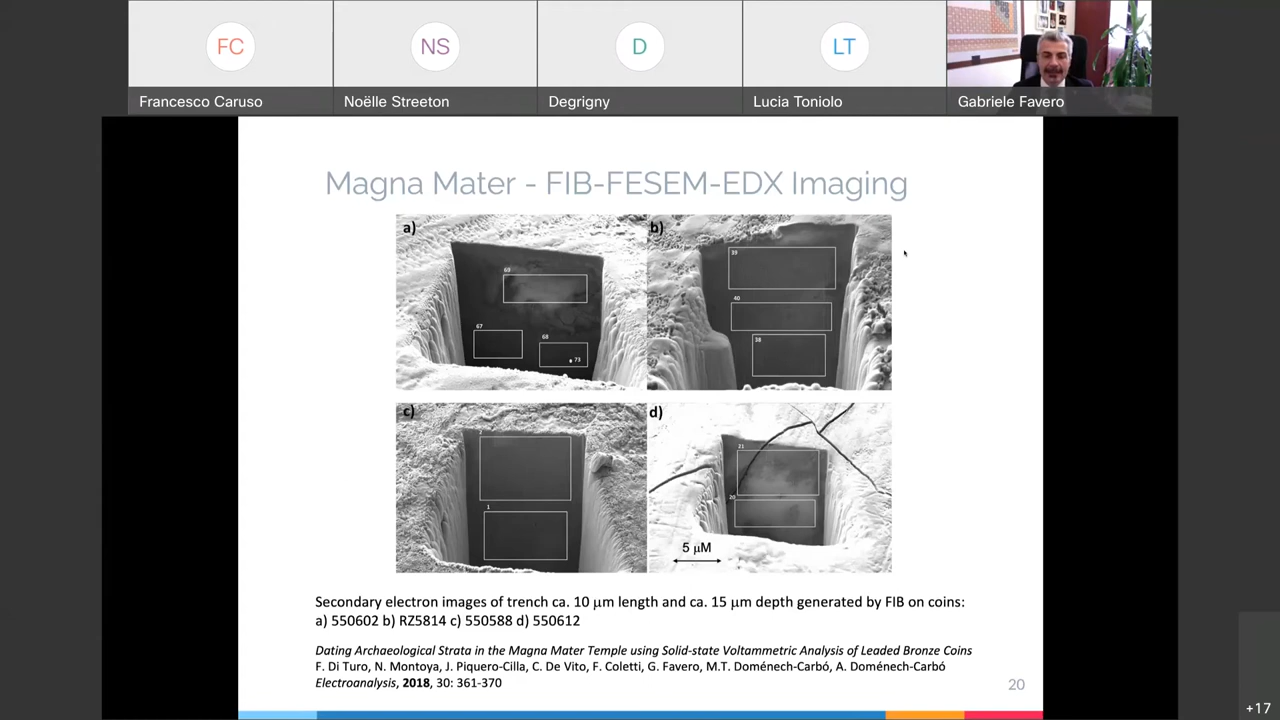 FC
NS
D
LT
Francesco Caruso
Noëlle Streeton
Degrigny
Lucia Toniolo
Gabriele Favero
Magna Mater - FIB-FESEM-EDX Imaging
a)
69
67
68
73
b)
39
40
38
c)
2
1
d)
21
20
5 μM
Secondary electron images of trench ca. 10 μm length and ca. 15 μm depth generated by FIB on coins:
a) 550602 b) RZ5814 c) 550588 d) 550612
Dating Archaeological Strata in the Magna Mater Temple using Solid-state Voltammetric Analysis of Leaded Bronze Coins
F. Di Turo, N. Montoya, J. Piquero-Cilla, C. De Vito, F. Coletti, G. Favero, M.T. Doménech-Carbó, A. Doménech-Carbó
Electroanalysis, 2018, 30: 361-370
20
+17